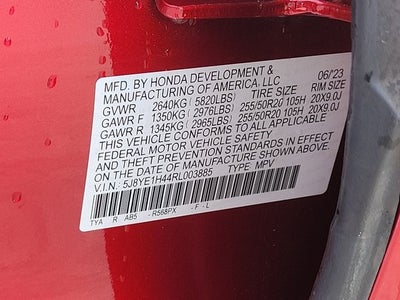 MFD. BY HONDA DEVELOPMENT & 06/'23
MANUFACTURING OF AMERICA, LLC
TIRE SIZE RIM SIZE
GVWR 2640KG (5820LBS)
GAWR F 1350KG (2976LBS) 255/50R20 105H 20X9.0J
GAWR R 1345KG (2965LBS) 255/50R20 105H 20X9.0J
THIS VEHICLE CONFORMS TO ALL APPLICABLE
FEDERAL MOTOR VEHICLE SAFETY
AND THEFT PREVENTION STANDARDS IN EFFECT
ON THE DATE OF MANUFACTURE SHOWN ABOVE.
V.I.N.: 5J8YE1H44RL003885 TYPE: MPV
TYA R AB5 - R568PX - F - L